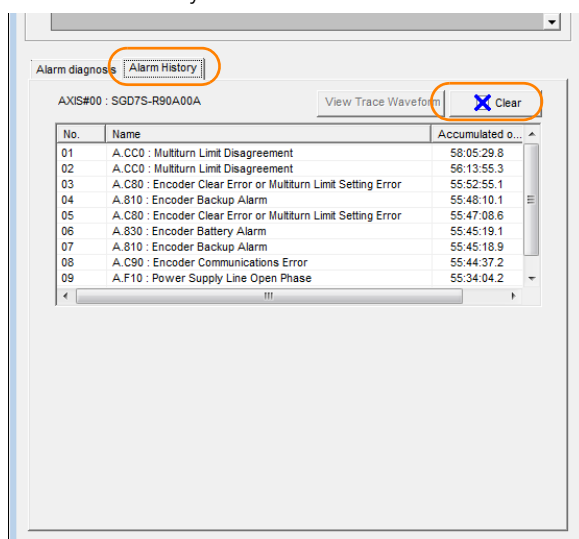 Alarm diagnosis Alarm History
AXIS#00 : SGD7S-R90A00A View Trace Waveform Clear
No. Name Accumulated o...
01 A.CC0 : Multiturn Limit Disagreement 58:05:29.8
02 A.CC0 : Multiturn Limit Disagreement 56:13:55.3
03 A.C80 : Encoder Clear Error or Multiturn Limit Setting Error 55:52:55.1
04 A.810 : Encoder Backup Alarm 55:48:10.1
05 A.C80 : Encoder Clear Error or Multiturn Limit Setting Error 55:47:08.6
06 A.830 : Encoder Battery Alarm 55:45:19.1
07 A.810 : Encoder Backup Alarm 55:45:18.9
08 A.C90 : Encoder Communications Error 55:44:37.2
09 A.F10 : Power Supply Line Open Phase 55:34:04.2